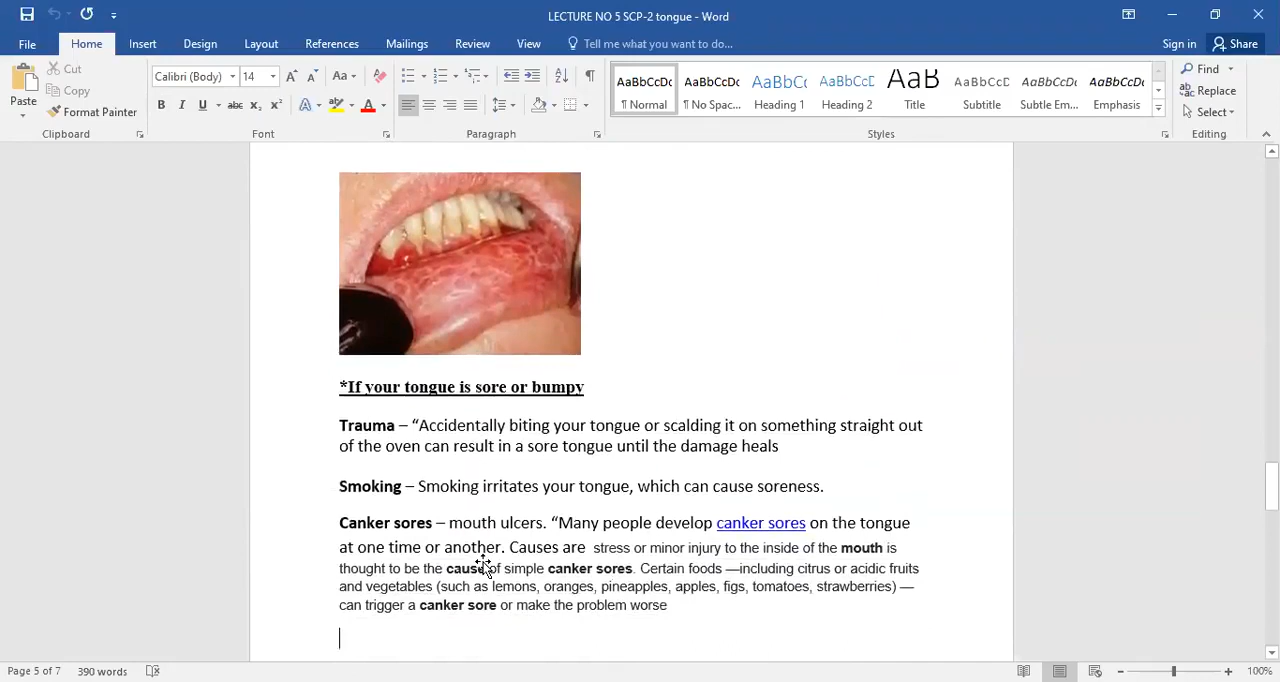 LECTURE NO 5 SCP-2 tongue - Word
File Home Insert Design Layout References Mailings Review View Tell me what you want to do... Sign in Share
Paste Cut Copy Format Painter
Calibri (Body) 14
AaBbCcDc AaBbCcDc AaBbCc AaBbCcC AaB AaBbCcD AaBbCcDc AaBbCcDc
¶ Normal ¶ No Spac... Heading 1 Heading 2 Title Subtitle Subtle Em... Emphasis
Find Replace Select
Clipboard Font Paragraph Styles Editing
*If your tongue is sore or bumpy
Trauma – “Accidentally biting your tongue or scalding it on something straight out
of the oven can result in a sore tongue until the damage heals
Smoking – Smoking irritates your tongue, which can cause soreness.
Canker sores – mouth ulcers. “Many people develop canker sores on the tongue
at one time or another. Causes are stress or minor injury to the inside of the mouth is
thought to be the cause of simple canker sores. Certain foods —including citrus or acidic fruits
and vegetables (such as lemons, oranges, pineapples, apples, figs, tomatoes, strawberries) —
can trigger a canker sore or make the problem worse
Page 5 of 7 390 words 100%